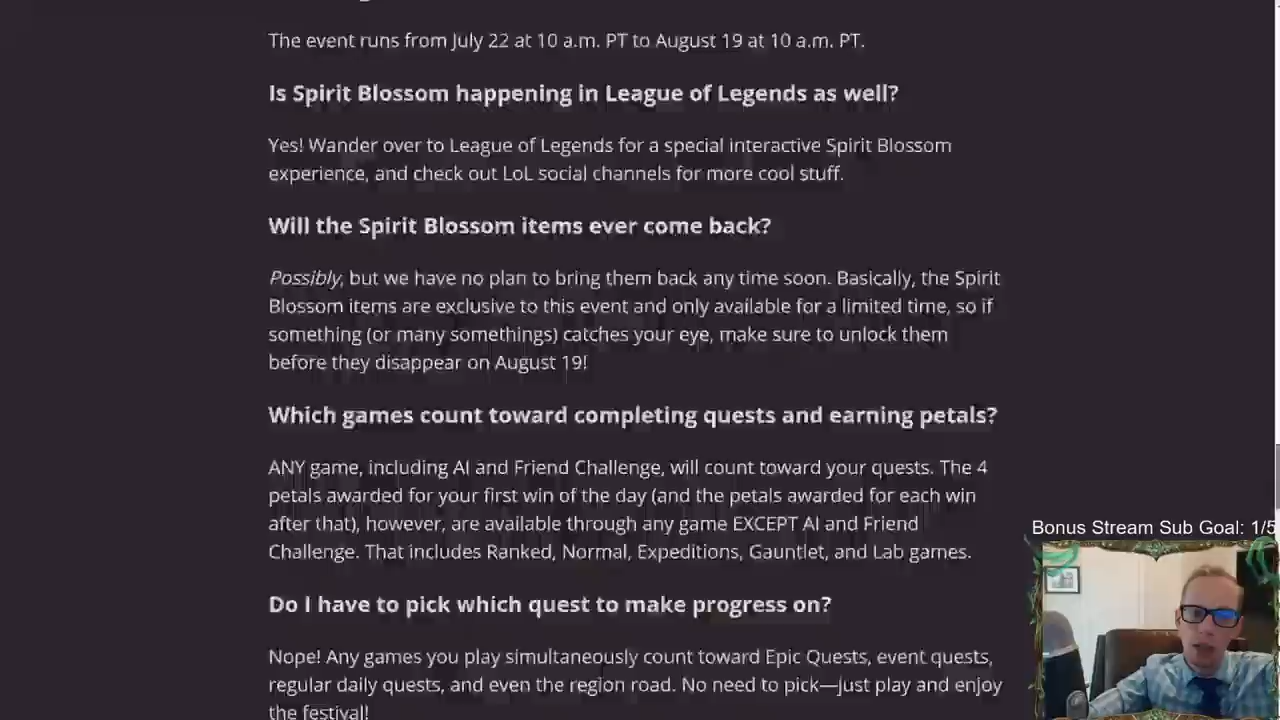 The event runs from July 22 at 10 a.m. PT to August 19 at 10 a.m. PT.
Is Spirit Blossom happening in League of Legends as well?
Yes! Wander over to League of Legends for a special interactive Spirit Blossom
experience, and check out LoL social channels for more cool stuff.
Will the Spirit Blossom items ever come back?
Possibly, but we have no plan to bring them back any time soon. Basically, the Spirit
Blossom items are exclusive to this event and only available for a limited time, so if
something (or many somethings) catches your eye, make sure to unlock them
before they disappear on August 19!
Which games count toward completing quests and earning petals?
ANY game, including AI and Friend Challenge, will count toward your quests. The 4
petals awarded for your first win of the day (and the petals awarded for each win
after that), however, are available through any game EXCEPT AI and Friend
Challenge. That includes Ranked, Normal, Expeditions, Gauntlet, and Lab games.
Bonus Stream Sub Goal: 1/5
Do I have to pick which quest to make progress on?
Nope! Any games you play simultaneously count toward Epic Quests, event quests,
regular daily quests, and even the region road. No need to pick—just play and enjoy
the festival!